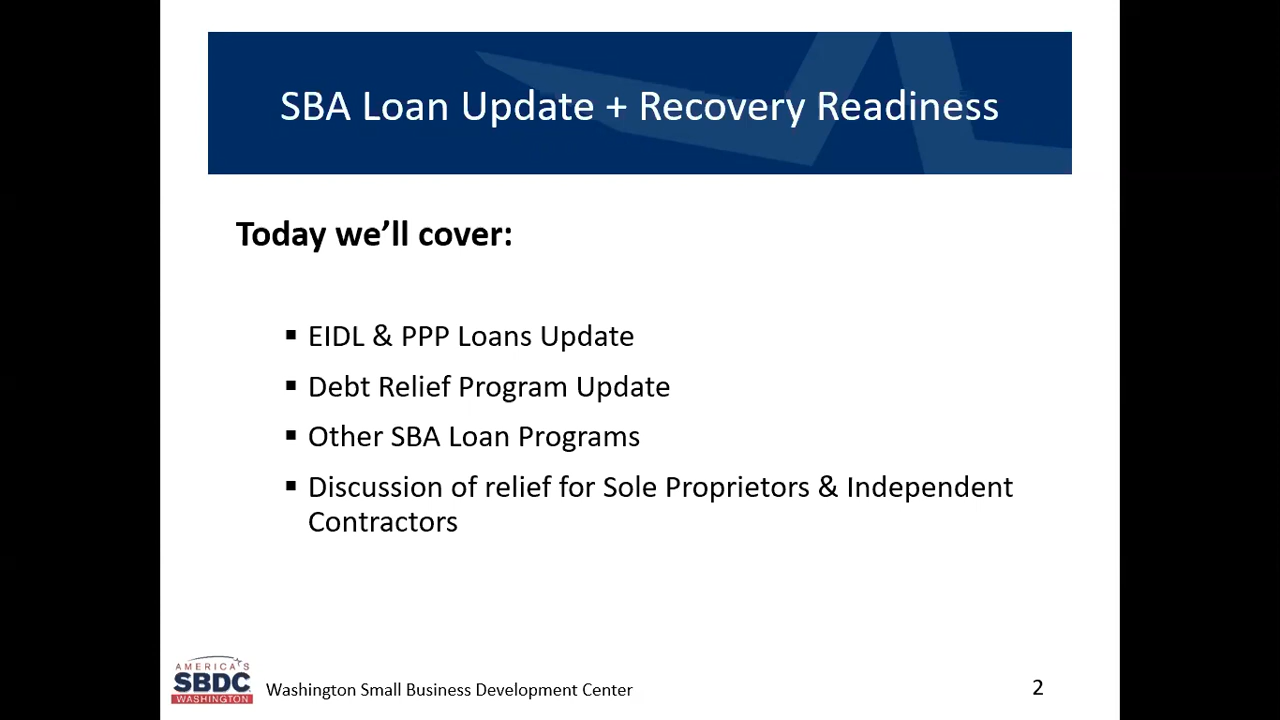 SBA Loan Update + Recovery Readiness
Today we’ll cover:
▪ EIDL & PPP Loans Update
▪ Debt Relief Program Update
▪ Other SBA Loan Programs
▪ Discussion of relief for Sole Proprietors & Independent
Contractors
AMERICA'S
SBDC
WASHINGTON
Washington Small Business Development Center
2